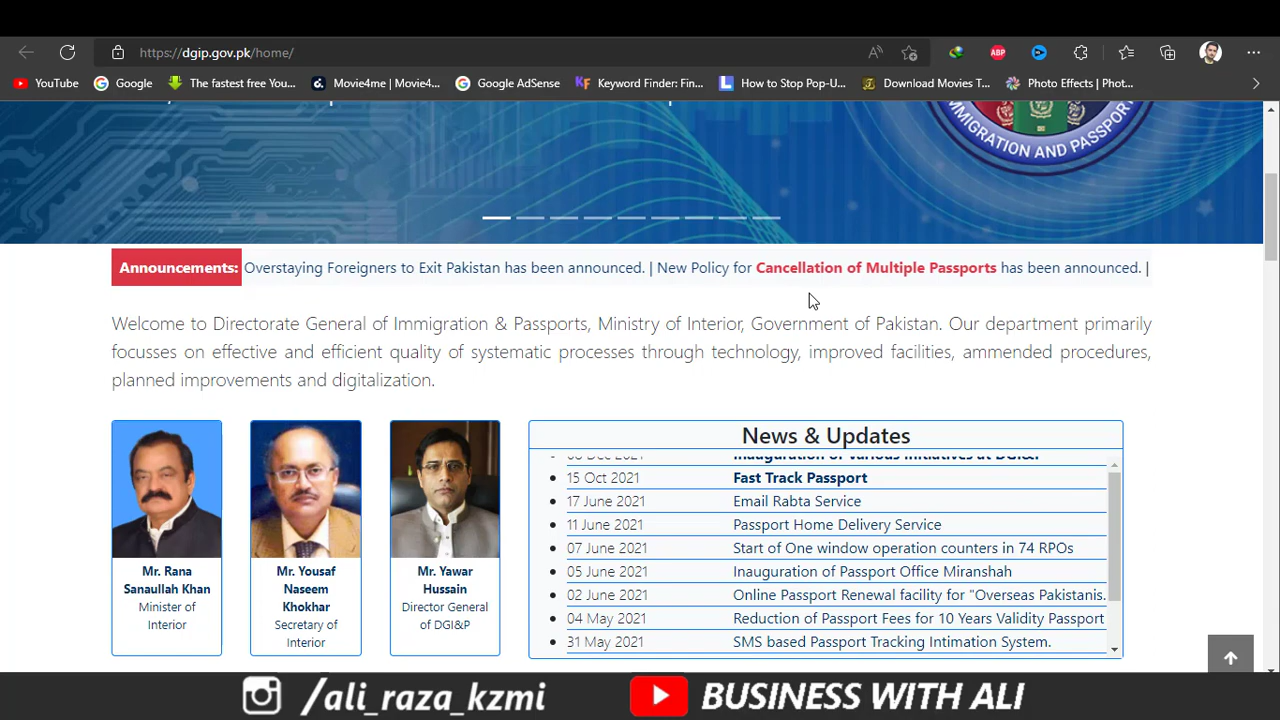 https://dgip.gov.pk/home/
ABP
YouTube
Google
The fastest free You...
Movie4me | Movie4...
Google AdSense
Keyword Finder: Fin...
How to Stop Pop-U...
Download Movies T...
Photo Effects | Phot...
IMMIGRATION AND PASSPORT
Announcements: Overstaying Foreigners to Exit Pakistan has been announced. | New Policy for Cancellation of Multiple Passports has been announced. |
Welcome to Directorate General of Immigration & Passports, Ministry of Interior, Government of Pakistan. Our department primarily
focusses on effective and efficient quality of systematic processes through technology, improved facilities, ammended procedures,
planned improvements and digitalization.
Mr. Rana
Sanaullah Khan
Minister of
Interior
Mr. Yousaf
Naseem
Khokhar
Secretary of
Interior
Mr. Yawar
Hussain
Director General
of DGI&P
News & Updates
Inauguration of various initiatives at DGI&P
15 Oct 2021 Fast Track Passport
17 June 2021 Email Rabta Service
11 June 2021 Passport Home Delivery Service
07 June 2021 Start of One window operation counters in 74 RPOs
05 June 2021 Inauguration of Passport Office Miranshah
02 June 2021 Online Passport Renewal facility for "Overseas Pakistanis.
04 May 2021 Reduction of Passport Fees for 10 Years Validity Passport
31 May 2021 SMS based Passport Tracking Intimation System.
/ali_raza_kzmi
BUSINESS WITH ALI